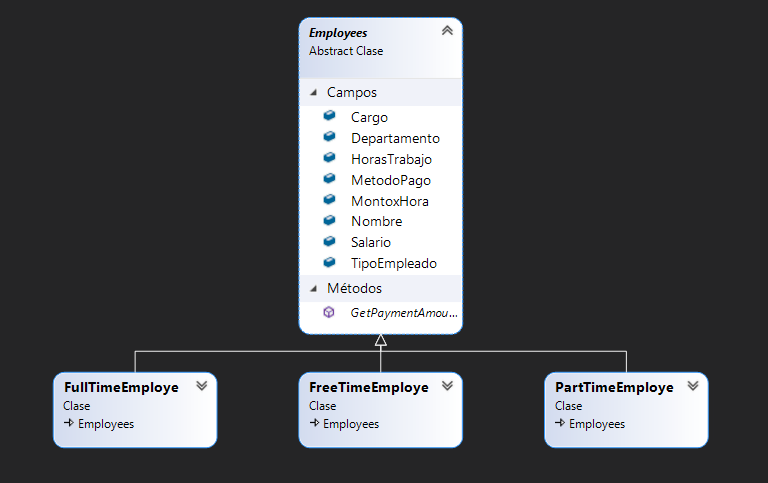 Employees
Abstract Clase
Campos
Cargo
Departamento
HorasTrabajo
MetodoPago
MontoxHora
Nombre
Salario
TipoEmpleado
Métodos
GetPaymentAmou...
FullTimeEmploye
Clase
Employees
FreeTimeEmploye
Clase
Employees
PartTimeEmploye
Clase
Employees